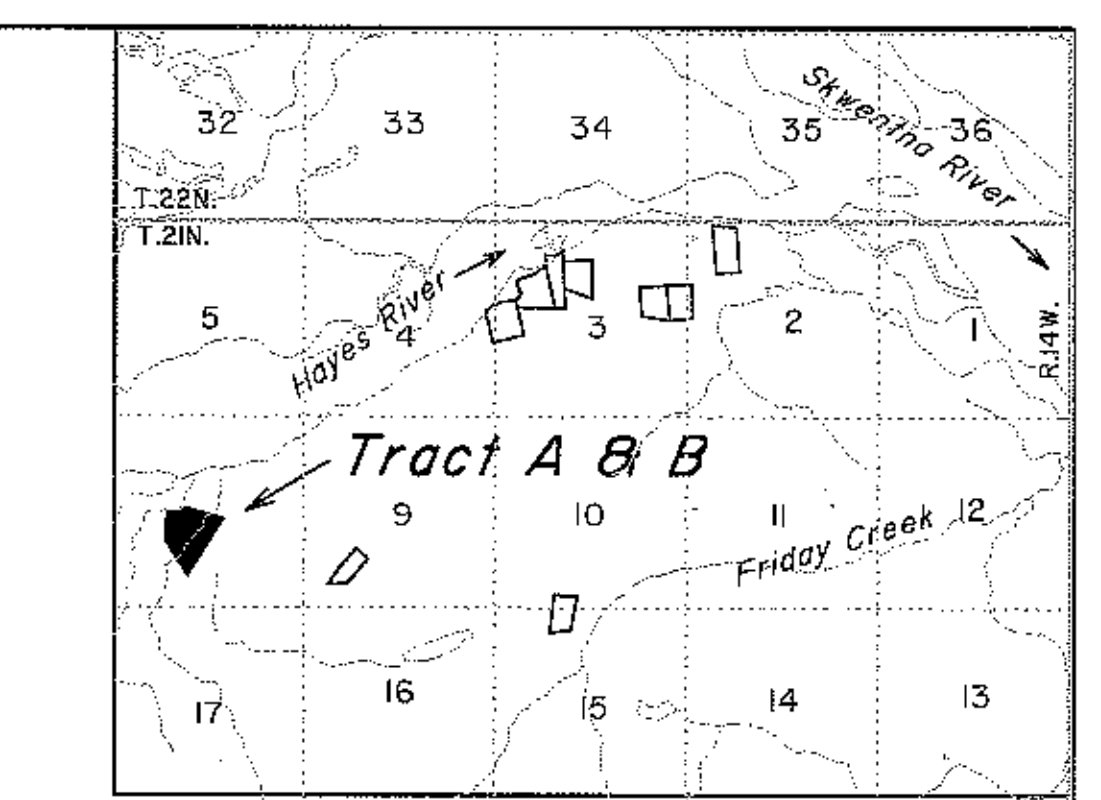 32 33 34 35 36
Skwentna River
T.22N.
T.21N.
5 4 3 2 1
Hayes River
R.14W.
Tract A & B
9 10 11 12
Friday Creek
17 16 15 14 13